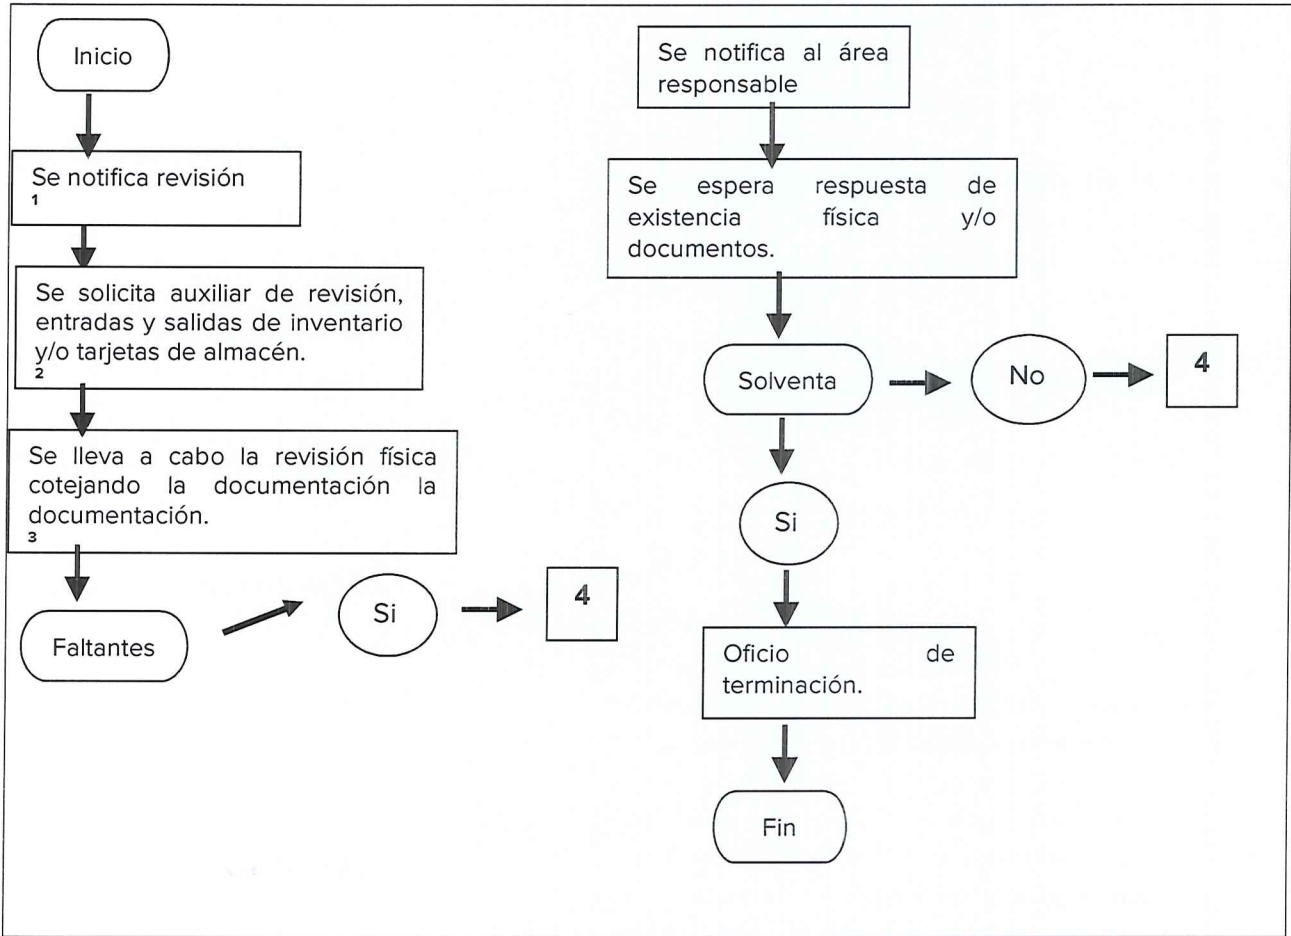 Inicio
Se notifica revisión
1
Se solicita auxiliar de revisión,
entradas y salidas de inventario
y/o tarjetas de almacén.
2
Se lleva a cabo la revisión física
cotejando la documentación la
documentación.
3
Faltantes
Si
4
Se notifica al área
responsable
Se espera respuesta de
existencia física y/o
documentos.
Solventa
No
4
Si
Oficio de
terminación.
Fin